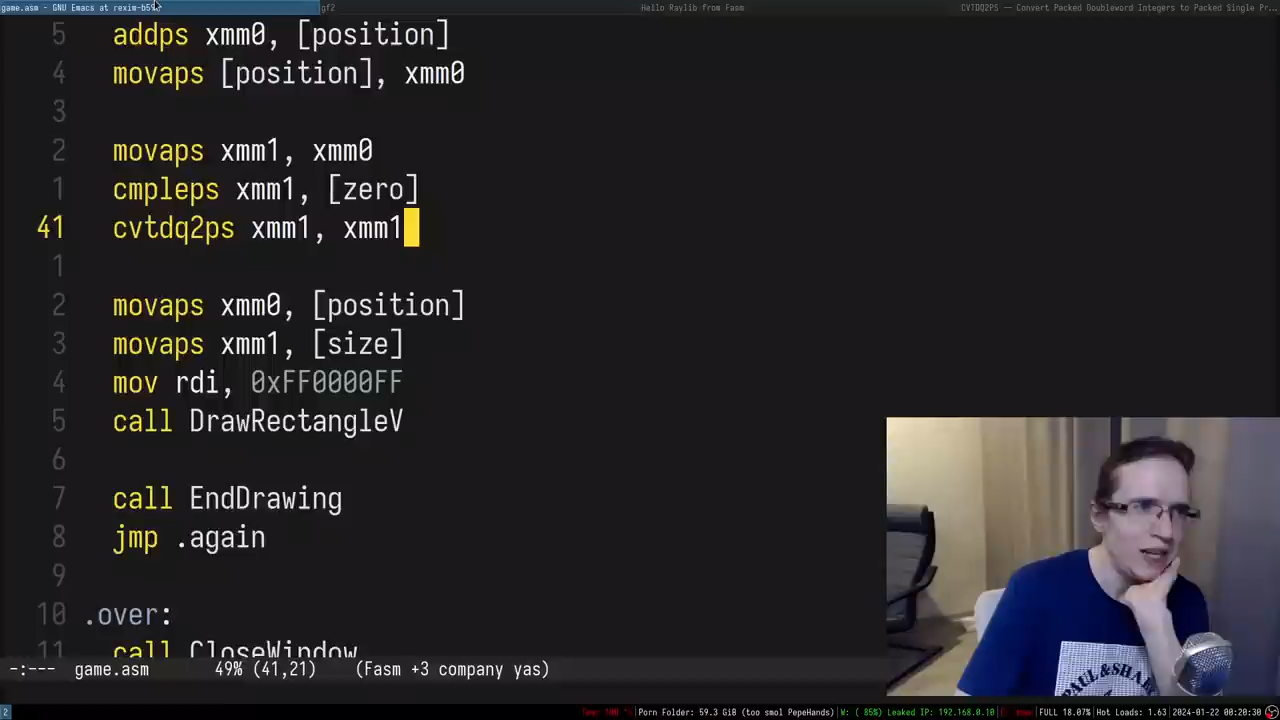 game.asm - GNU Emacs at rexim-b59 gf2 Hello Raylib from Fasm CVTDQ2PS — Convert Packed Doubleword Integers to Packed Single Pr...
5 addps xmm0, [position]
4 movaps [position], xmm0
3
2 movaps xmm1, xmm0
1 cmpleps xmm1, [zero]
41 cvtdq2ps xmm1, xmm1
1
2 movaps xmm0, [position]
3 movaps xmm1, [size]
4 mov rdi, 0xFF0000FF
5 call DrawRectangleV
6
7 call EndDrawing
8 jmp .again
9
10 .over:
11 call CloseWindow
-:--- game.asm 49% (41,21) (Fasm +3 company yas)
2 Porn Folder: 59.3 GiB (too smol PepeHands) W: ( 85%) Leaked IP: 192.168.0.10 FULL 18.07% Hot Loads: 1.63 2024-01-22 00:20:30